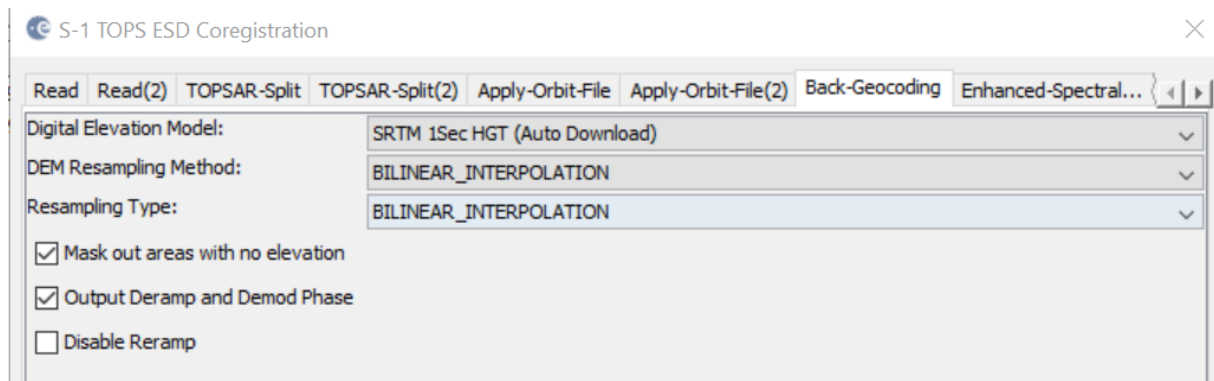 S-1 TOPS ESD Coregistration
Read Read(2) TOPSAR-Split TOPSAR-Split(2) Apply-Orbit-File Apply-Orbit-File(2) Back-Geocoding Enhanced-Spectral...
Digital Elevation Model: SRTM 1Sec HGT (Auto Download)
DEM Resampling Method: BILINEAR_INTERPOLATION
Resampling Type: BILINEAR_INTERPOLATION
Mask out areas with no elevation
Output Deramp and Demod Phase
Disable Reramp